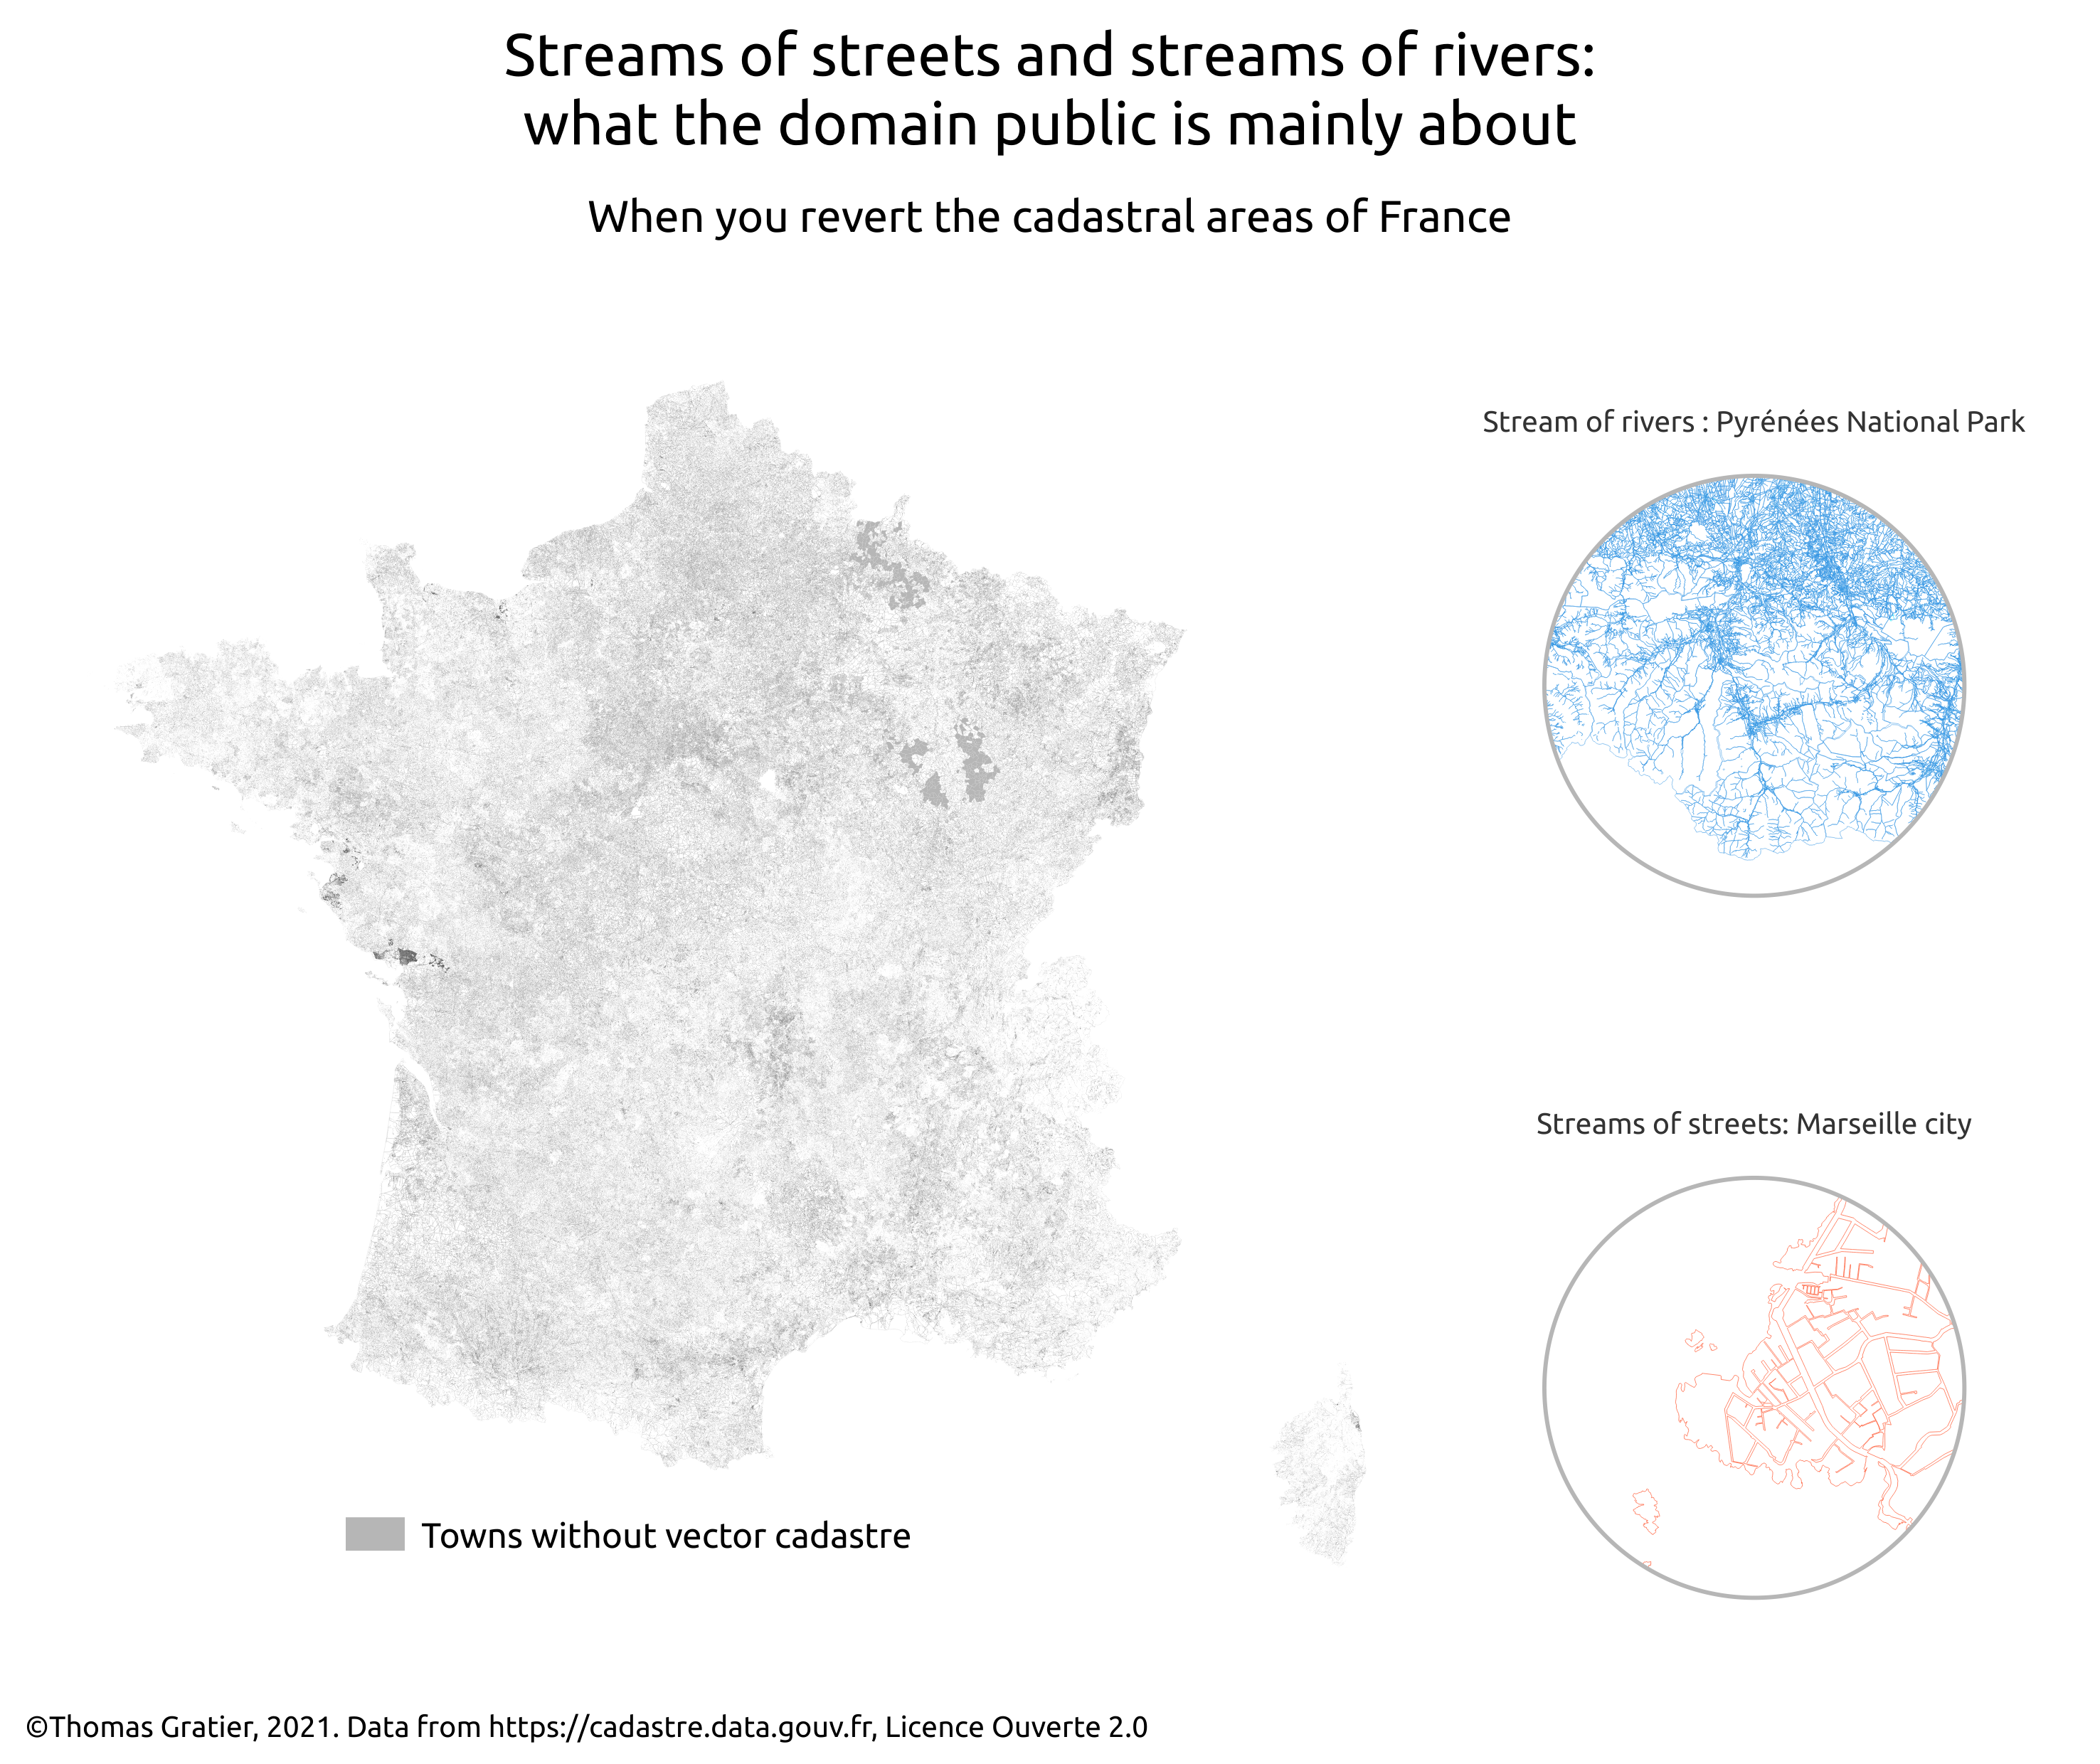 Streams of streets and streams of rivers:
what the domain public is mainly about
When you revert the cadastral areas of France
Stream of rivers : Pyrénées National Park
Streams of streets: Marseille city
Towns without vector cadastre
©Thomas Gratier, 2021. Data from https://cadastre.data.gouv.fr, Licence Ouverte 2.0